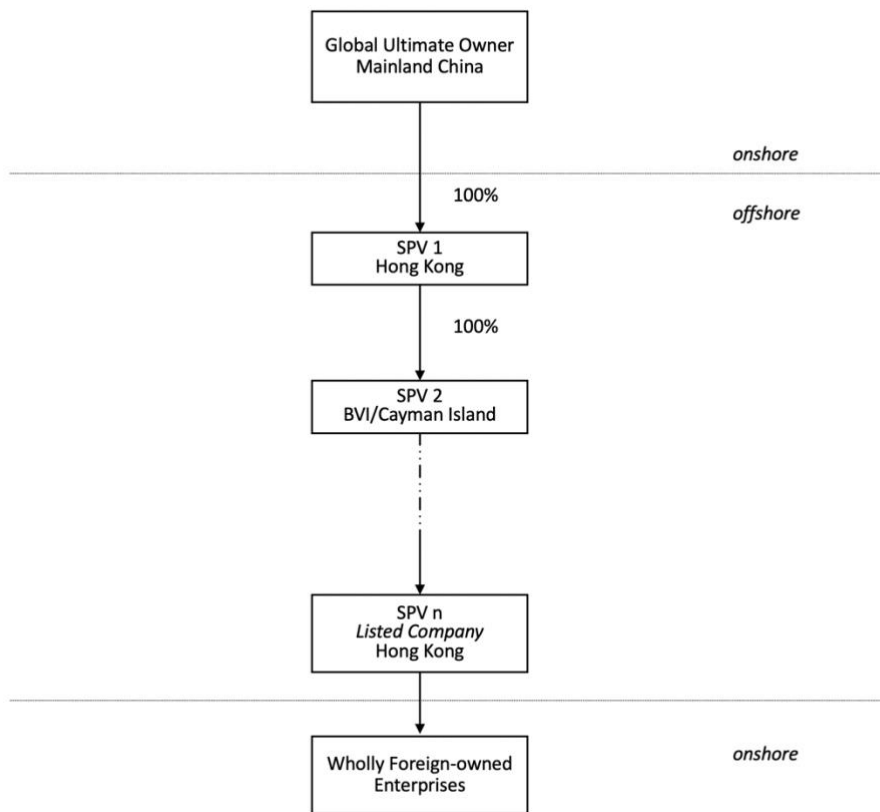 Global Ultimate Owner
Mainland China
onshore
100%
offshore
SPV 1
Hong Kong
100%
SPV 2
BVI/Cayman Island
SPV n
Listed Company
Hong Kong
Wholly Foreign-owned
Enterprises
onshore